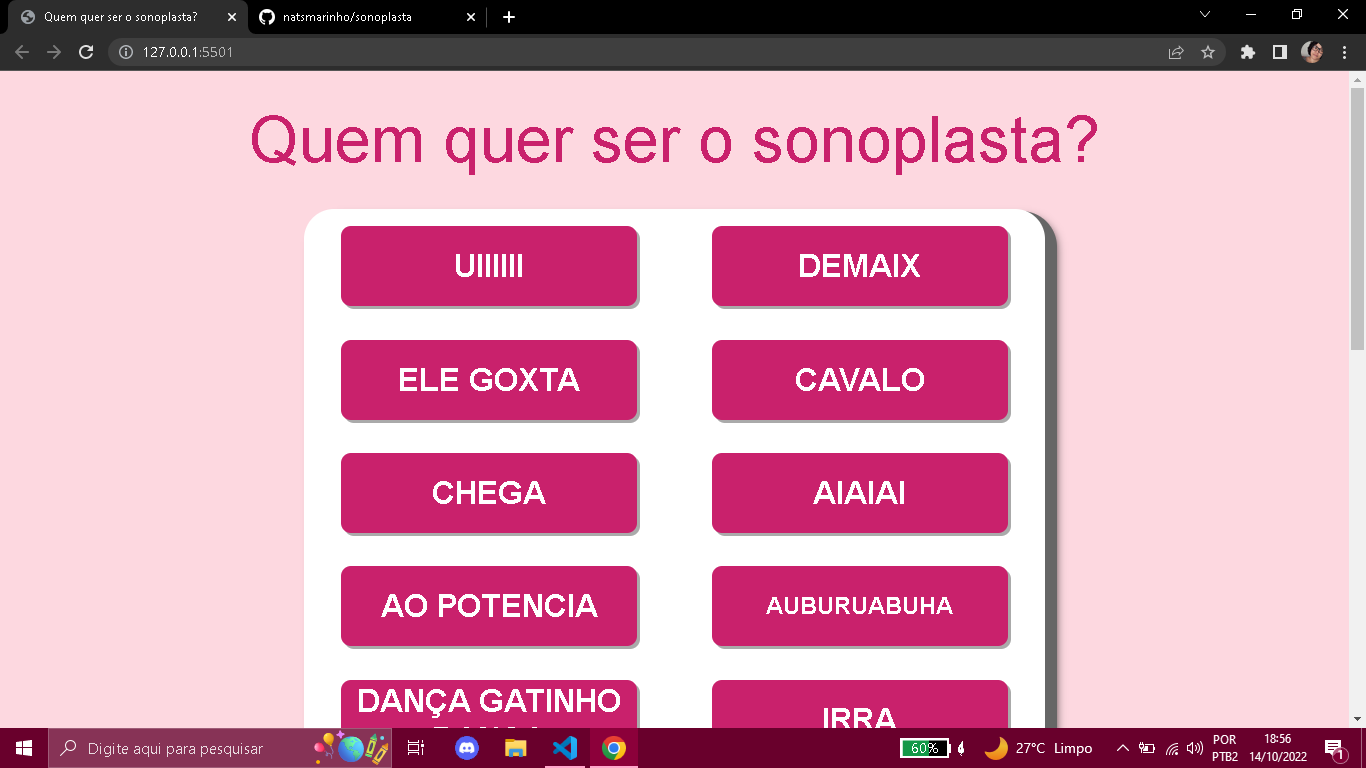 Quem quer ser o sonoplasta?
natsmarinho/sonoplasta
127.0.0.1:5501
Quem quer ser o sonoplasta?
UIIIIII
DEMAIX
ELE GOXTA
CAVALO
CHEGA
AIAIAI
AO POTENCIA
AUBURUABUHA
DANÇA GATINHO
IRRA
Digite aqui para pesquisar
60%
27°C Limpo
POR
PTB2
18:56
14/10/2022
1